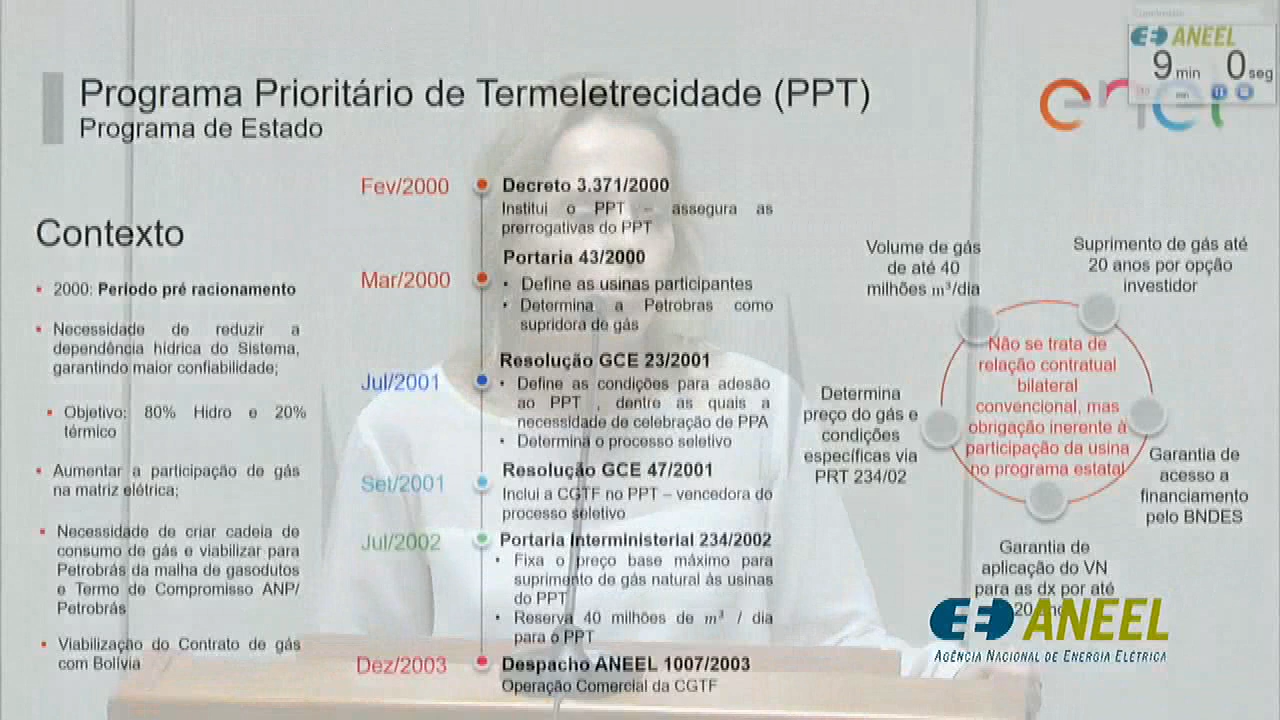 Cronômetro
ANEEL
9 min 0 seg
10
min
Programa Prioritário de Termeletrecidade (PPT)
Programa de Estado
enel
Contexto
2000: Período pré racionamento
Necessidade de reduzir a
dependência hídrica do Sistema,
garantindo maior confiabilidade;
Objetivo: 80% Hidro e 20%
térmico
Aumentar a participação de gás
na matriz elétrica;
Necessidade de criar cadeia de
consumo de gás e viabilizar para
Petrobrás da malha de gasodutos
e Termo de Compromisso ANP/
Petrobrás
Viabilização do Contrato de gás
com Bolívia
Fev/2000
Decreto 3.371/2000
Institui o PPT – assegura as
prerrogativas do PPT
Mar/2000
Portaria 43/2000
• Define as usinas participantes
• Determina a Petrobras como
supridora de gás
Jul/2001
Resolução GCE 23/2001
• Define as condições para adesão
ao PPT , dentre as quais a
necessidade de celebração de PPA
• Determina o processo seletivo
Set/2001
Resolução GCE 47/2001
Inclui a CGTF no PPT – vencedora do
processo seletivo
Jul/2002
Portaria Interministerial 234/2002
• Fixa o preço base máximo para
suprimento de gás natural às usinas
do PPT
• Reserva 40 milhões de m³ / dia
para o PPT
Dez/2003
Despacho ANEEL 1007/2003
Operação Comercial da CGTF
Volume de gás
de até 40
milhões m³/dia
Suprimento de gás até
20 anos por opção
investidor
Não se trata de
relação contratual
bilateral
convencional, mas
obrigação inerente à
participação da usina
no programa estatal
Determina
preço do gás e
condições
específicas via
PRT 234/02
Garantia de
acesso a
financiamento
pelo BNDES
Garantia de
aplicação do VN
para as dx por até
20
ANEEL
AGÊNCIA NACIONAL DE ENERGIA ELÉTRICA